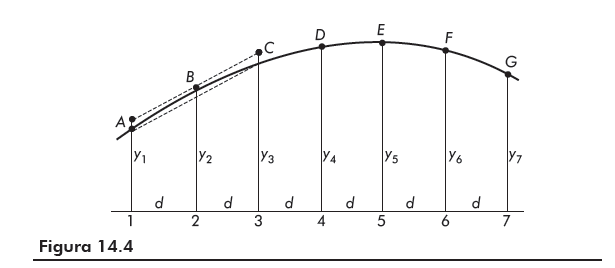 D E F G
A B C
y1 y2 y3 y4 y5 y6 y7
d d d d d d
1 2 3 4 5 6 7
Figura 14.4